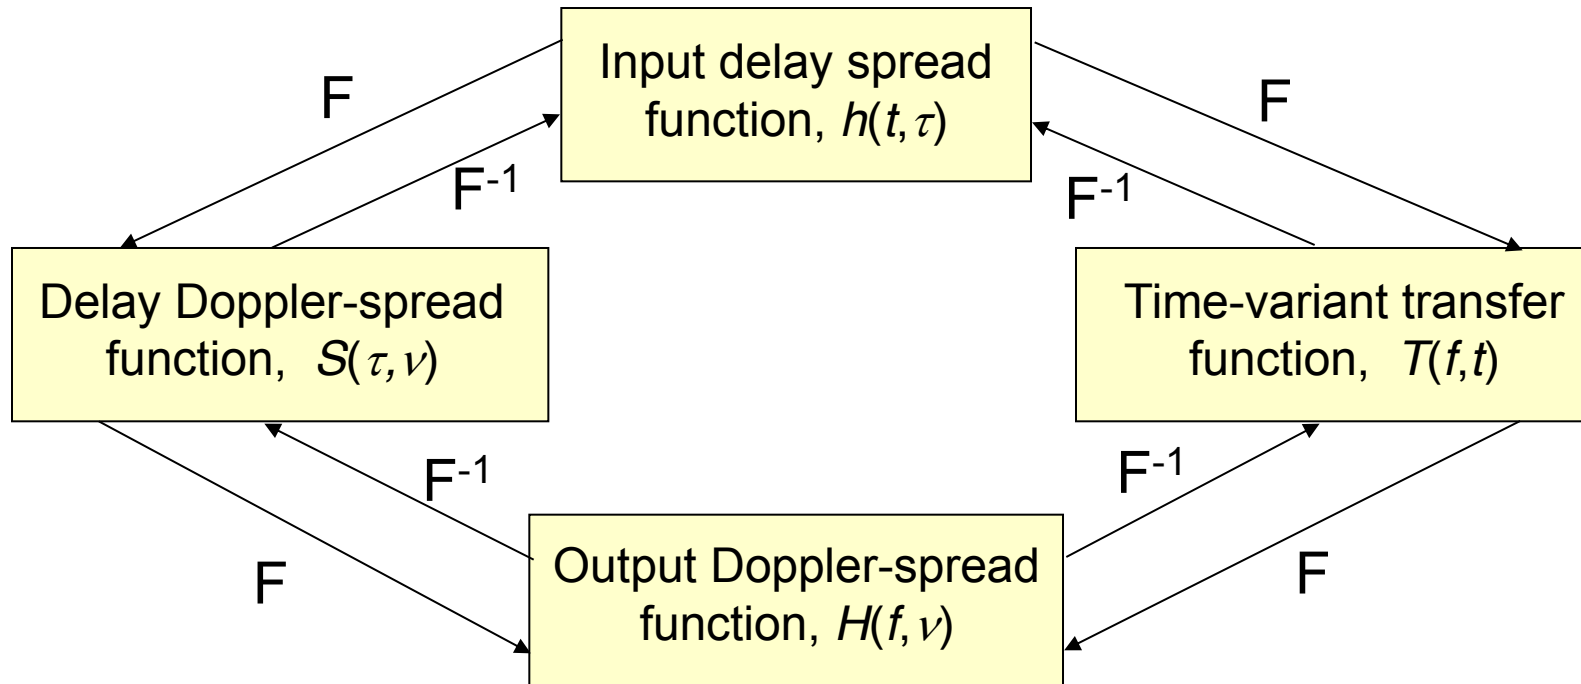 Input delay spread
function, h(t,τ)
F
F
F-1
F-1
Delay Doppler-spread
function, S(τ,ν)
Time-variant transfer
function, T(f,t)
F-1
F-1
F
F
Output Doppler-spread
function, H(f,ν)